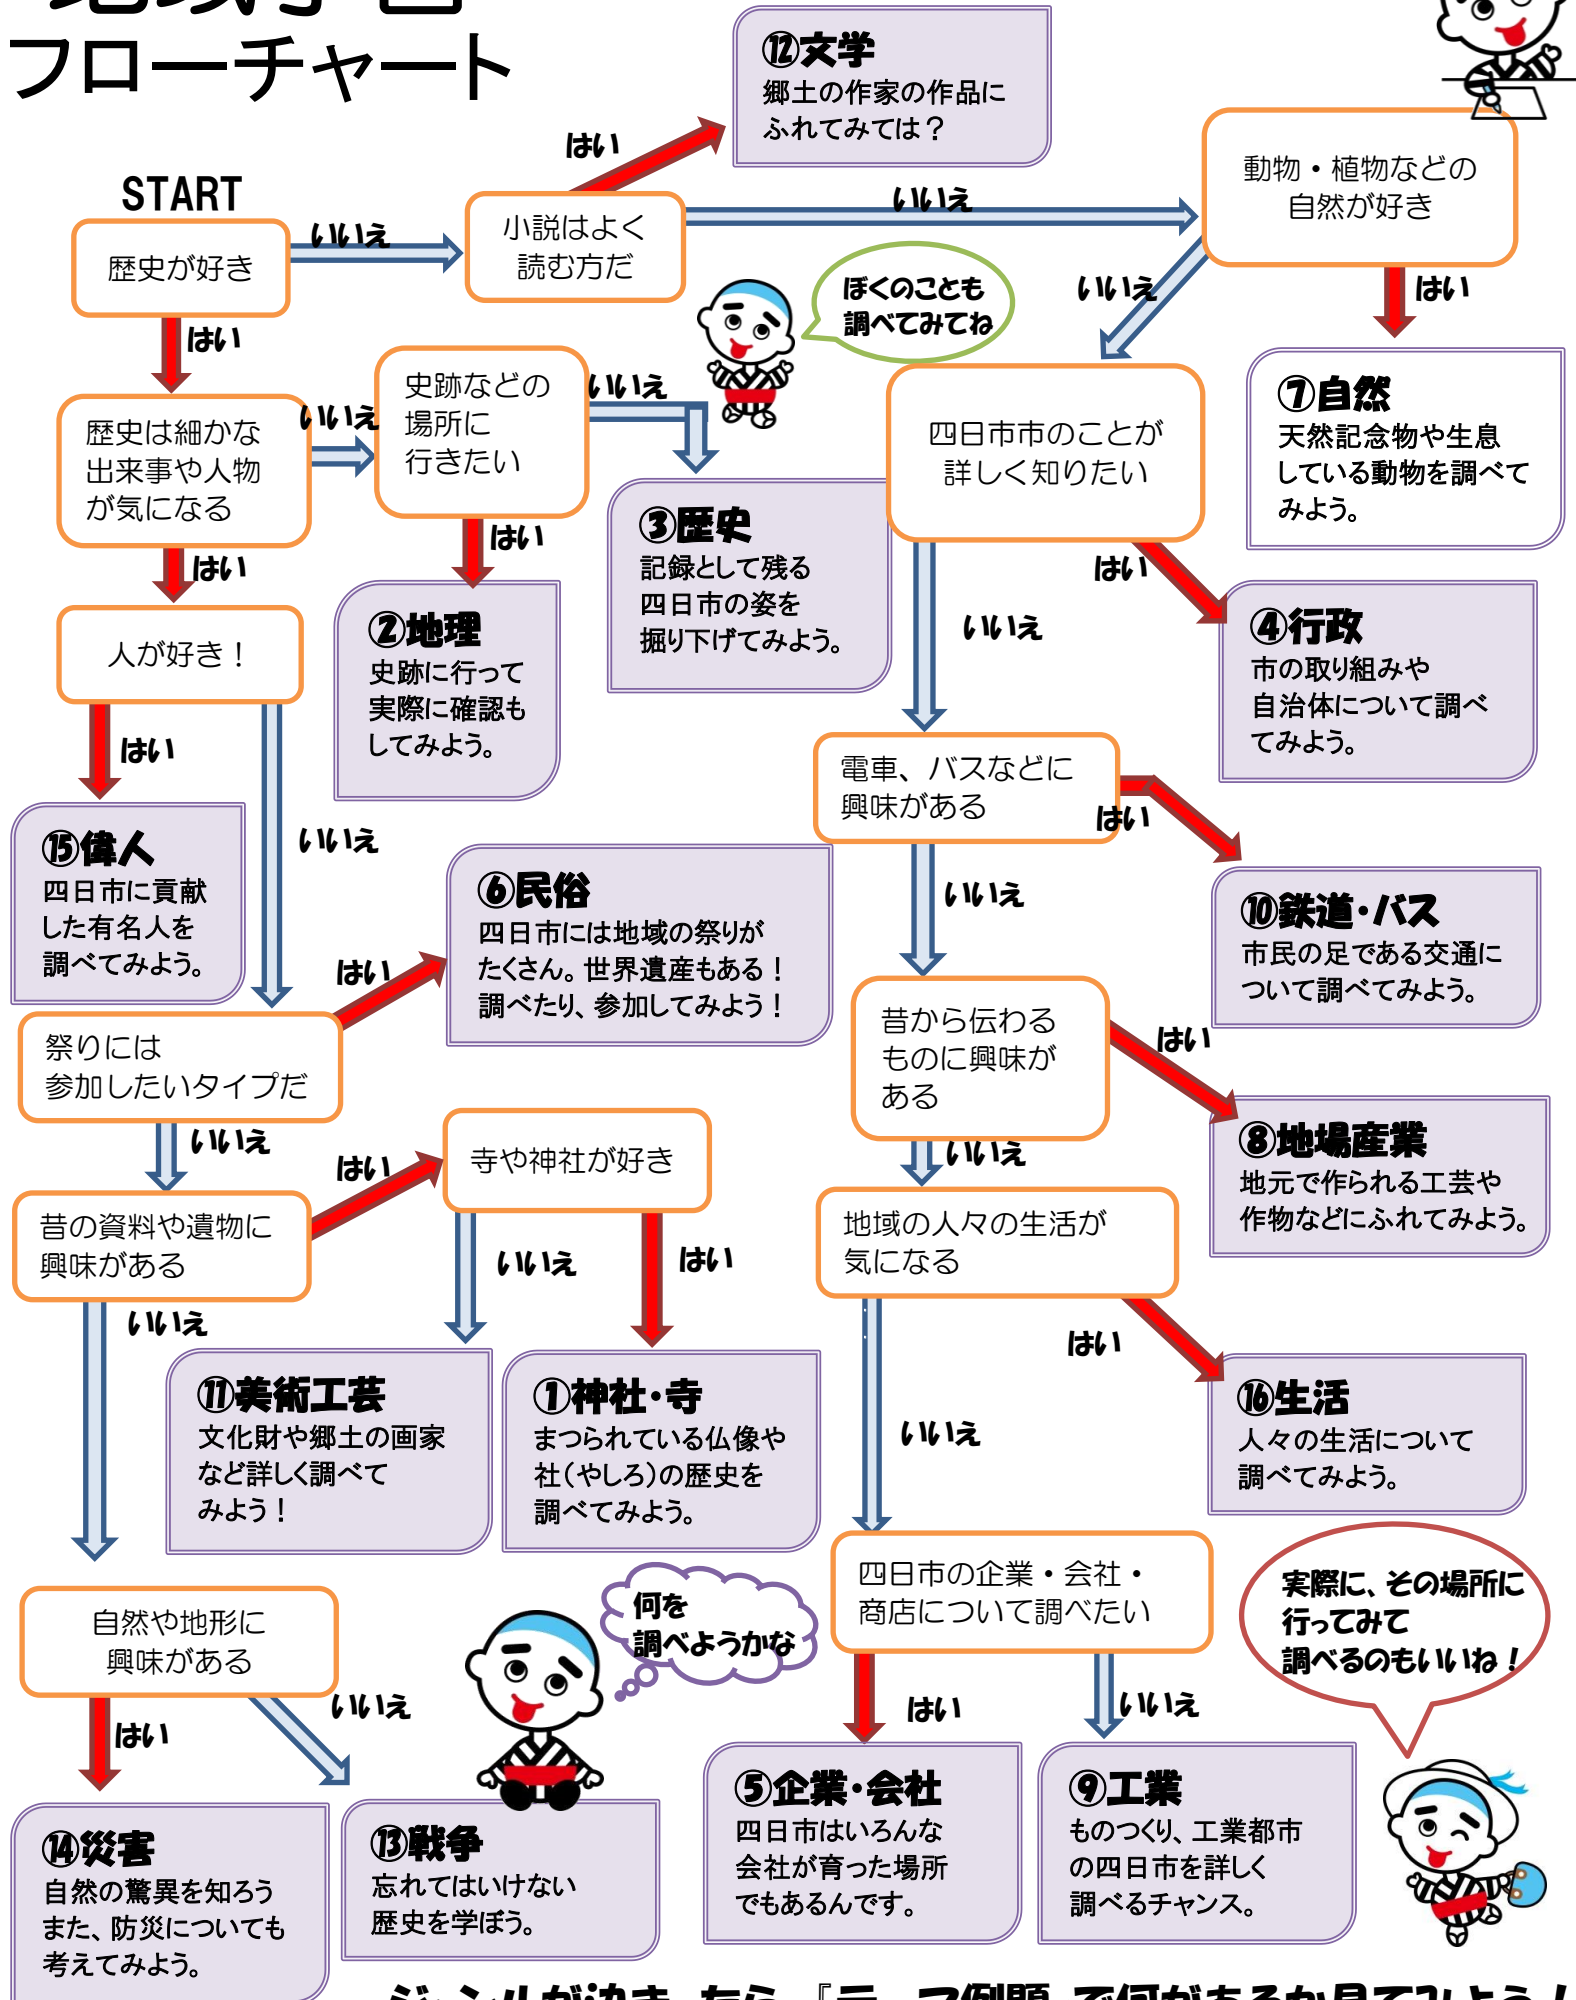 地域学習
フローチャート
⑫文学
郷土の作家の作品に
ふれてみては？
はい
START
歴史が好き
いいえ
小説はよく
読む方だ
いいえ
動物・植物などの
自然が好き
いいえ
はい
ぼくのことも
調べてみてね
はい
歴史は細かな
出来事や人物
が気になる
いいえ
史跡などの
場所に
行きたい
いいえ
四日市市のことが
詳しく知りたい
⑦自然
天然記念物や生息
している動物を調べて
みよう。
はい
はい
③歴史
記録として残る
四日市の姿を
掘り下げてみよう。
はい
いいえ
人が好き！
②地理
史跡に行って
実際に確認も
してみよう。
④行政
市の取り組みや
自治体について調べ
てみよう。
はい
いいえ
電車、バスなどに
興味がある
はい
⑮偉人
四日市に貢献
した有名人を
調べてみよう。
⑥民俗
四日市には地域の祭りが
たくさん。世界遺産もある！
調べたり、参加してみよう！
はい
いいえ
⑩鉄道・バス
市民の足である交通に
ついて調べてみよう。
祭りには
参加したいタイプだ
昔から伝わる
ものに興味が
ある
はい
いいえ
はい
寺や神社が好き
いいえ
⑧地場産業
地元で作られる工芸や
作物などにふれてみよう。
昔の資料や遺物に
興味がある
地域の人々の生活が
気になる
いいえ
いいえ
はい
はい
⑪美術工芸
文化財や郷土の画家
など詳しく調べて
みよう！
①神社・寺
まつられている仏像や
社（やしろ）の歴史を
調べてみよう。
いいえ
⑯生活
人々の生活について
調べてみよう。
自然や地形に
興味がある
何を
調べようかな
四日市の企業・会社・
商店について調べたい
実際に、その場所に
行ってみて
調べるのもいいね！
はい
いいえ
はい
いいえ
⑭災害
自然の驚異を知ろう
また、防災についても
考えてみよう。
⑬戦争
忘れてはいけない
歴史を学ぼう。
⑤企業・会社
四日市はいろんな
会社が育った場所
でもあるんです。
⑨工業
ものつくり、工業都市
の四日市を詳しく
調べるチャンス。